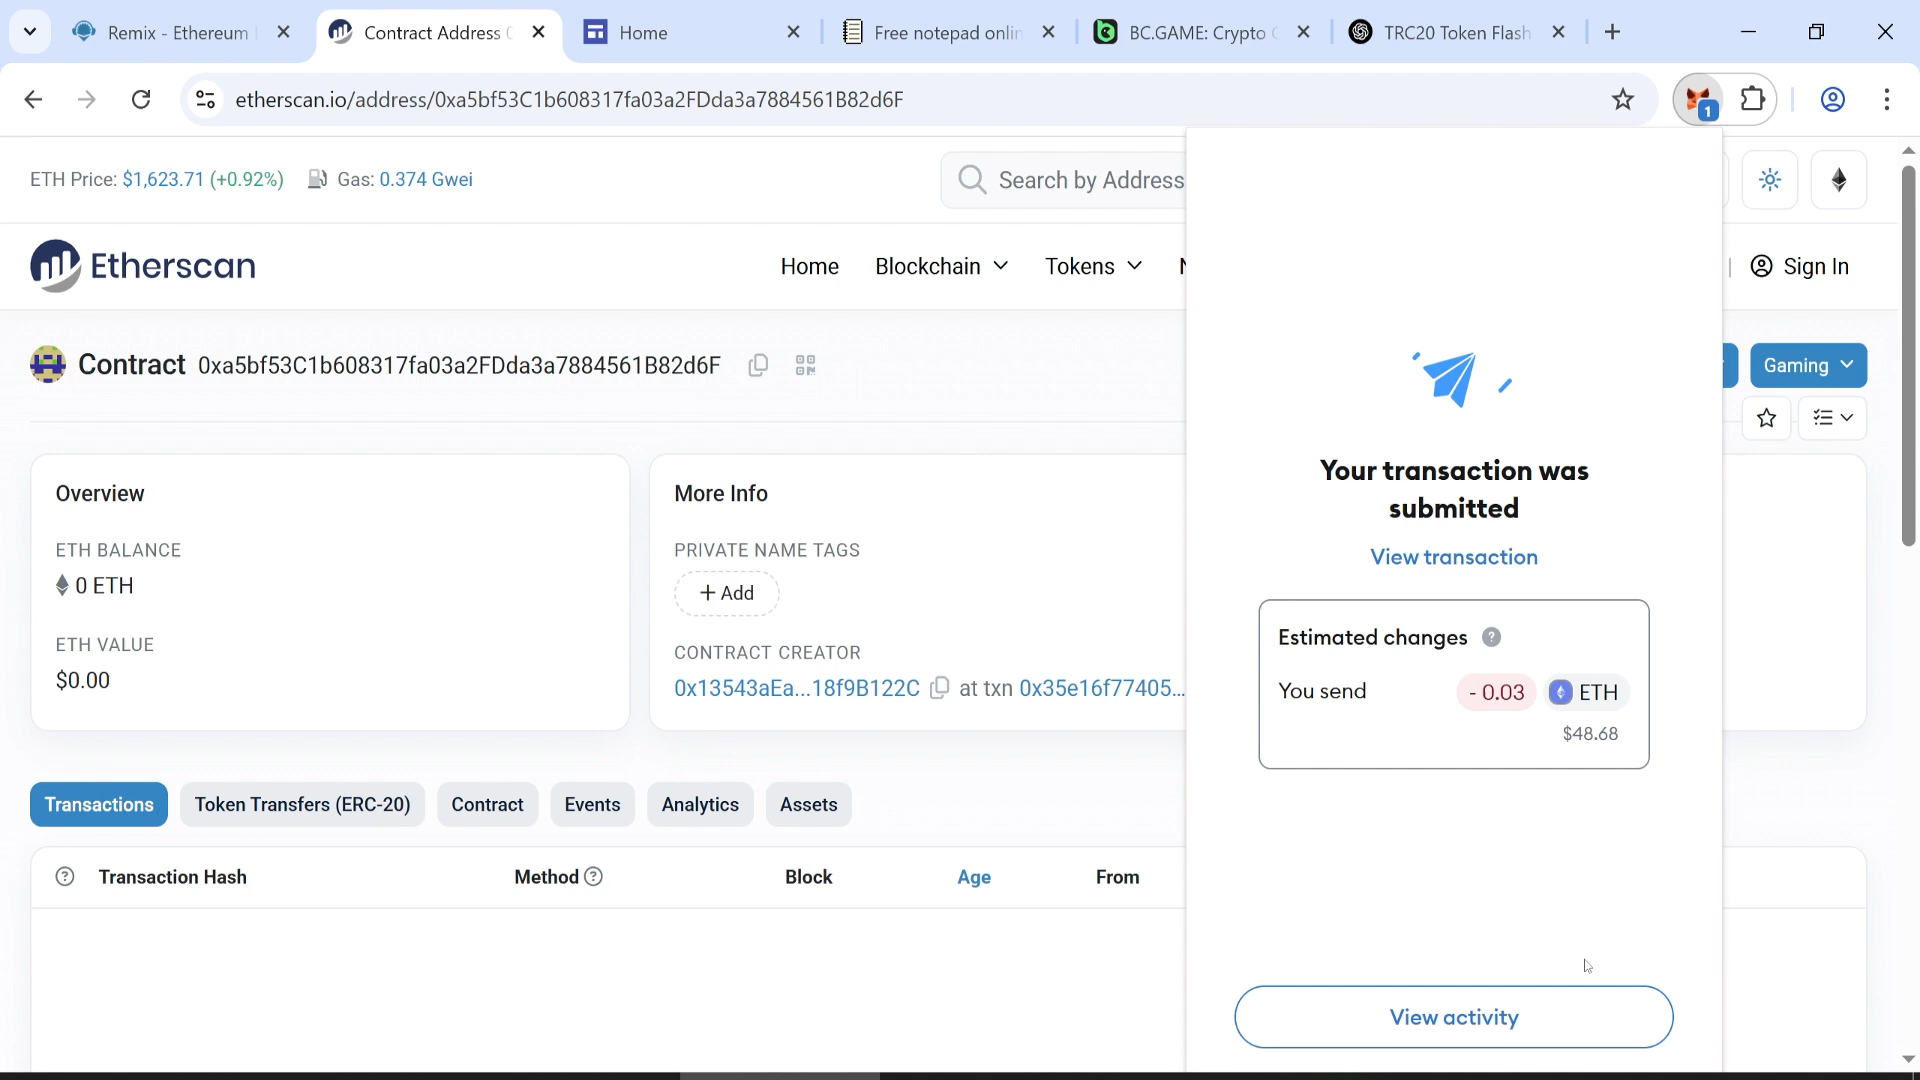 Remix - Ethereum
Contract Address
Home
Free notepad onlin
BC.GAME: Crypto
TRC20 Token Flash
etherscan.io/address/0xa5bf53C1b608317fa03a2FDda3a7884561B82d6F
1
ETH Price: $1,623.71 (+0.92%) Gas: 0.374 Gwei
Search by Address
Etherscan
Home Blockchain Tokens
Sign In
Contract 0xa5bf53C1b608317fa03a2FDda3a7884561B82d6F
Gaming
Overview
ETH BALANCE
0 ETH
ETH VALUE
$0.00
More Info
PRIVATE NAME TAGS
+ Add
CONTRACT CREATOR
0x13543aEa...18f9B122C at txn 0x35e16f77405...
Transactions Token Transfers (ERC-20) Contract Events Analytics Assets
Transaction Hash Method Block Age From
Your transaction was
submitted
View transaction
Estimated changes
You send - 0.03 ETH
$48.68
View activity